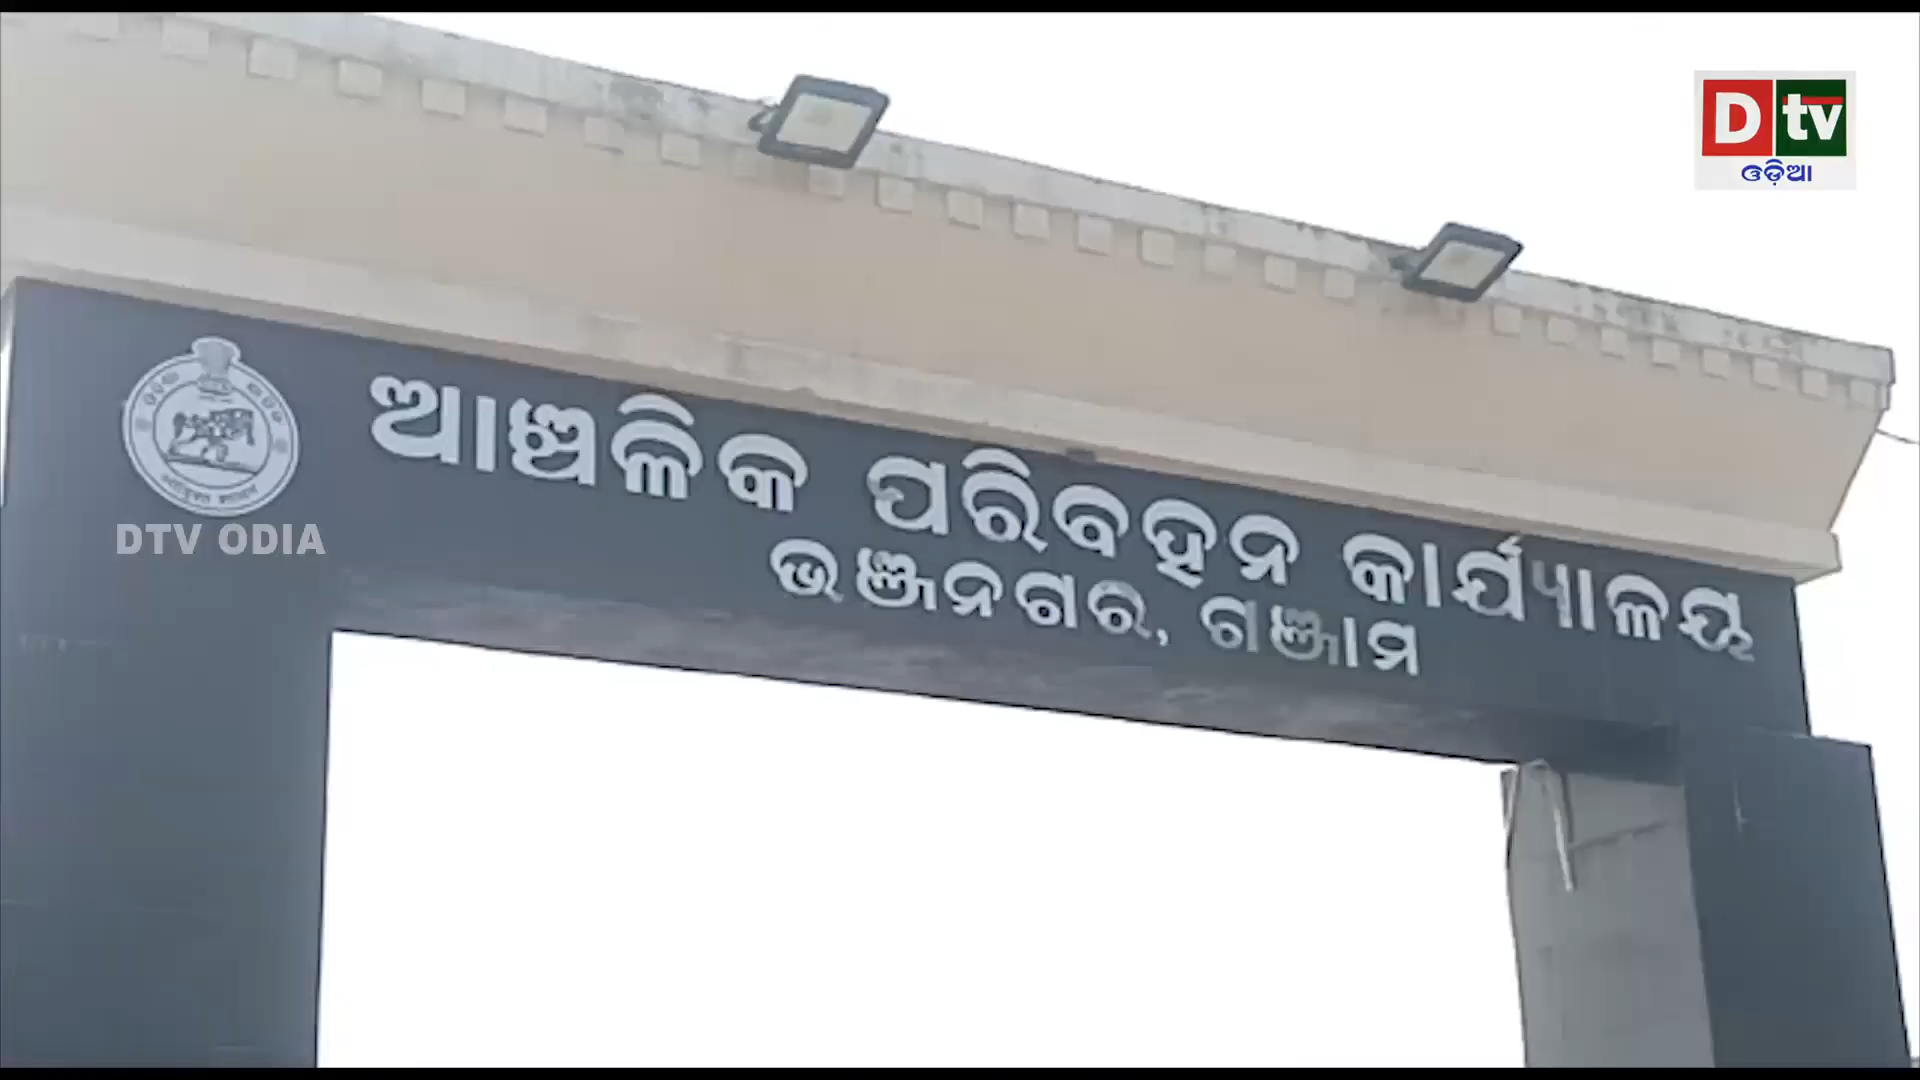 Dtv
ଓଡ଼ିଆ
ଆଞ୍ଚଳିକ ପରିବହନ କାର୍ଯ୍ୟାଳୟ
ଭଞ୍ଜନଗର, ଗଞ୍ଜାମ
DTV ODIA